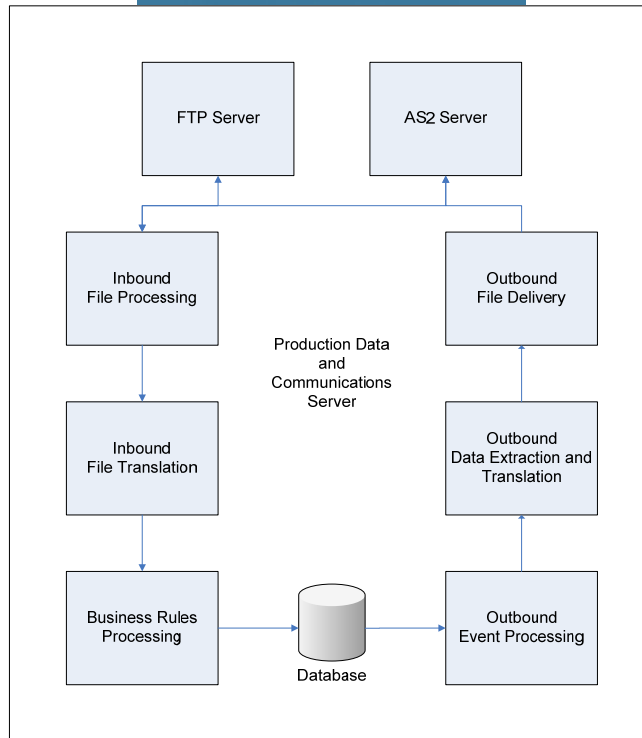 FTP Server
AS2 Server
Inbound
File Processing
Outbound
File Delivery
Production Data
and
Communications
Server
Inbound
File Translation
Outbound
Data Extraction and
Translation
Business Rules
Processing
Database
Outbound
Event Processing